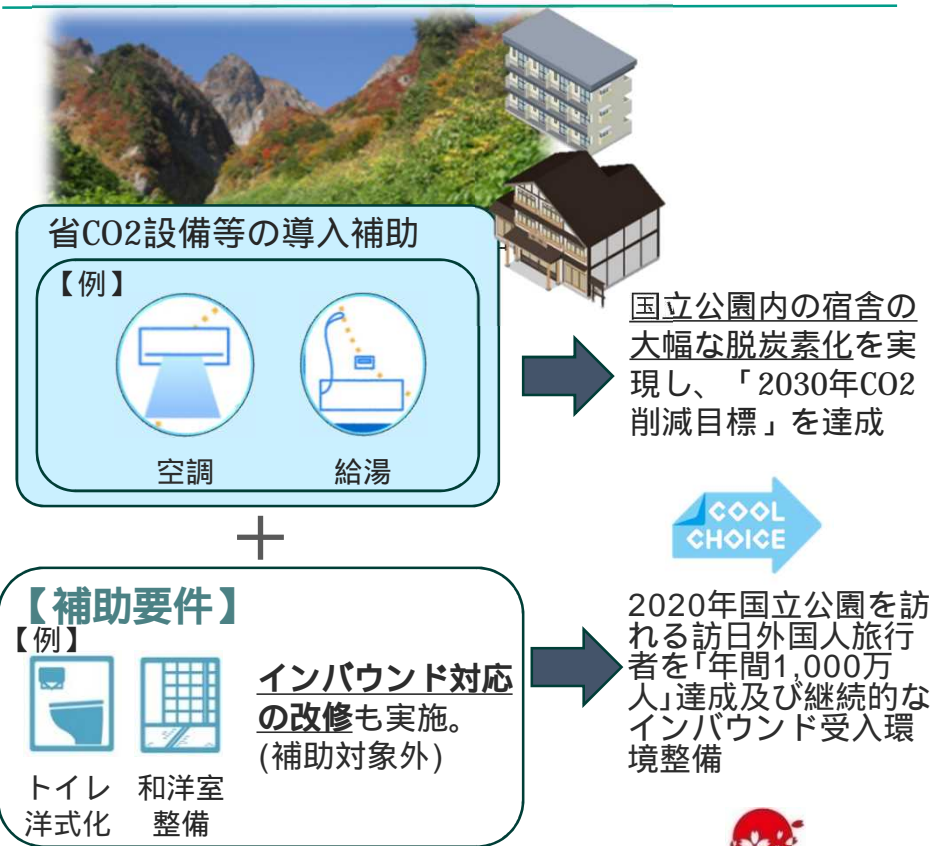 省CO2設備等の導入補助
【例】
空調
給湯
国立公園内の宿舎の
大幅な脱炭素化を実
現し、「2030年CO2
削減目標」を達成
+
COOL
CHOICE
【補助要件】
【例】
トイレ
洋式化
和洋室
整備
インバウンド対応
の改修も実施。
(補助対象外)
2020年国立公園を訪
れる訪日外国人旅行
者を「年間1,000万
人」達成及び継続的な
インバウンド受入環
境整備